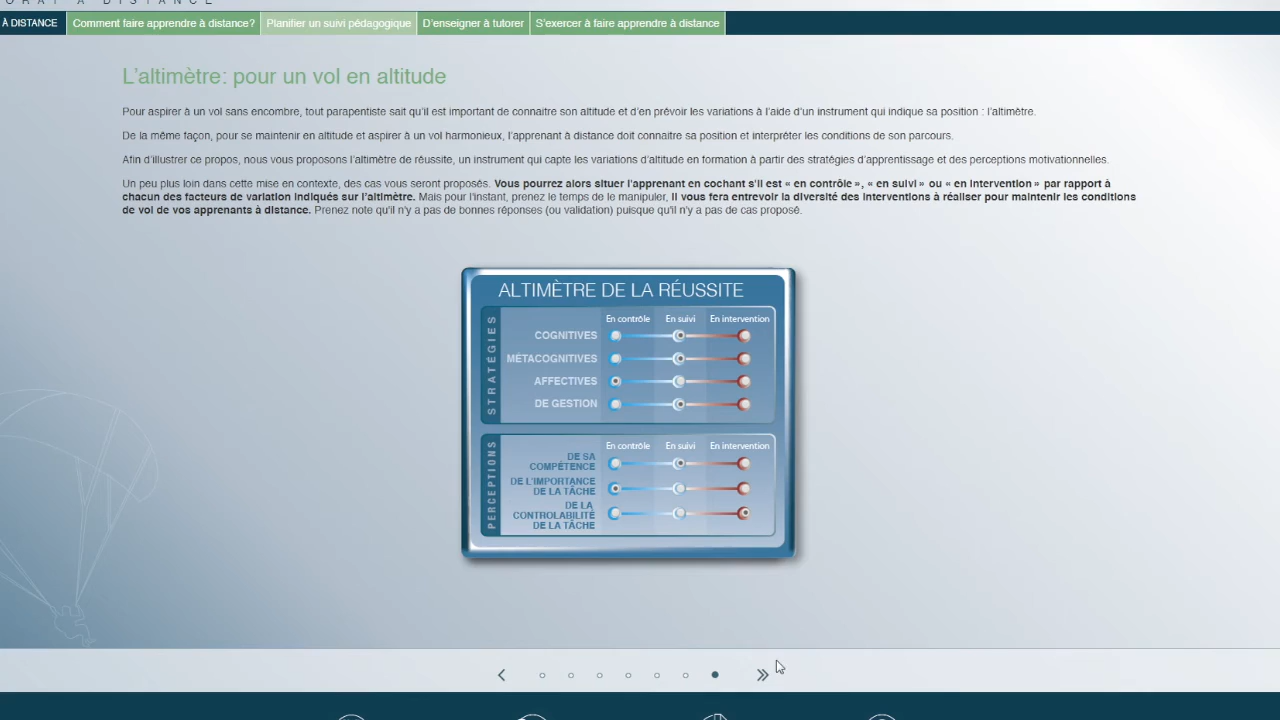 À DISTANCE Comment faire apprendre à distance? Planifier un suivi pédagogique D'enseigner à tutorer S'exercer à faire apprendre à distance
L'altimètre: pour un vol en altitude
Pour aspirer à un vol sans encombre, tout parapentiste sait qu'il est important de connaitre son altitude et d'en prévoir les variations à l'aide d'un instrument qui indique sa position : l'altimètre.
De la même façon, pour se maintenir en altitude et aspirer à un vol harmonieux, l'apprenant à distance doit connaitre sa position et interpréter les conditions de son parcours.
Afin d'illustrer ce propos, nous vous proposons l'altimètre de réussite, un instrument qui capte les variations d'altitude en formation à partir des stratégies d'apprentissage et des perceptions motivationnelles.
Un peu plus loin dans cette mise en contexte, des cas vous seront proposés. Vous pourrez alors situer l'apprenant en cochant s'il est « en contrôle », « en suivi » ou « en intervention » par rapport à
chacun des facteurs de variation indiqués sur l'altimètre. Mais pour l'instant, prenez le temps de le manipuler, il vous fera entrevoir la diversité des interventions à réaliser pour maintenir les conditions
de vol de vos apprenants à distance. Prenez note qu'il n'y a pas de bonnes réponses (ou validation) puisque qu'il n'y a pas de cas proposé.
ALTIMÈTRE DE LA RÉUSSITE
STRATÉGIES
En contrôle En suivi En intervention
COGNITIVES
MÉTACOGNITIVES
AFFECTIVES
DE GESTION
PERCEPTIONS
En contrôle En suivi En intervention
DE SA
COMPÉTENCE
DE L'IMPORTANCE
DE LA TÂCHE
DE LA
CONTROLABILITÉ
DE LA TÂCHE